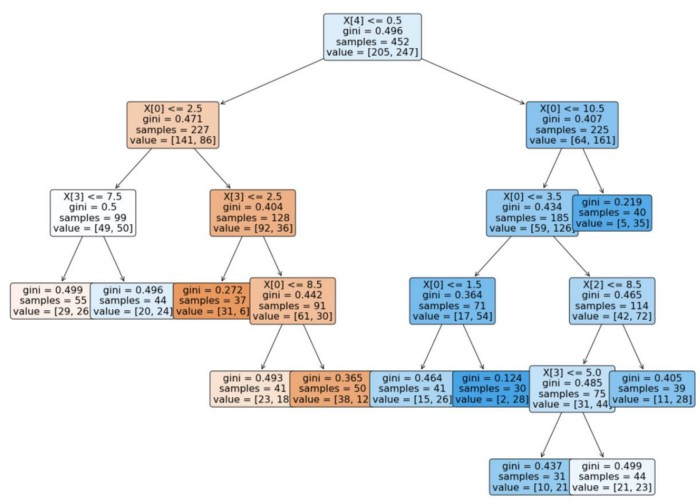 X[4] <= 0.5
gini = 0.496
samples = 452
value = [205, 247]
X[0] <= 2.5
gini = 0.471
samples = 227
value = [141, 86]
X[0] <= 10.5
gini = 0.407
samples = 225
value = [64, 161]
X[3] <= 7.5
gini = 0.5
samples = 99
value = [49, 50]
X[3] <= 2.5
gini = 0.404
samples = 128
value = [92, 36]
X[0] <= 3.5
gini = 0.434
samples = 185
value = [59, 126]
gini = 0.219
samples = 40
value = [5, 35]
gini = 0.499
samples = 55
value = [29, 26
gini = 0.496
samples = 44
value = [20, 24]
gini = 0.272
samples = 37
value = [31, 6]
X[0] <= 8.5
gini = 0.442
samples = 91
value = [61, 30]
X[0] <= 1.5
gini = 0.364
samples = 71
value = [17, 54]
X[2] <= 8.5
gini = 0.465
samples = 114
value = [42, 72]
gini = 0.493
samples = 41
value = [23, 18
gini = 0.365
samples = 50
value = [38, 12
gini = 0.464
samples = 41
value = [15, 26]
gini = 0.124
samples = 30
value = [2, 28]
X[3] <= 5.0
gini = 0.485
samples = 75
value = [31, 44]
gini = 0.405
samples = 39
value = [11, 28]
gini = 0.437
samples = 31
value = [10, 21
gini = 0.499
samples = 44
value = [21, 23]